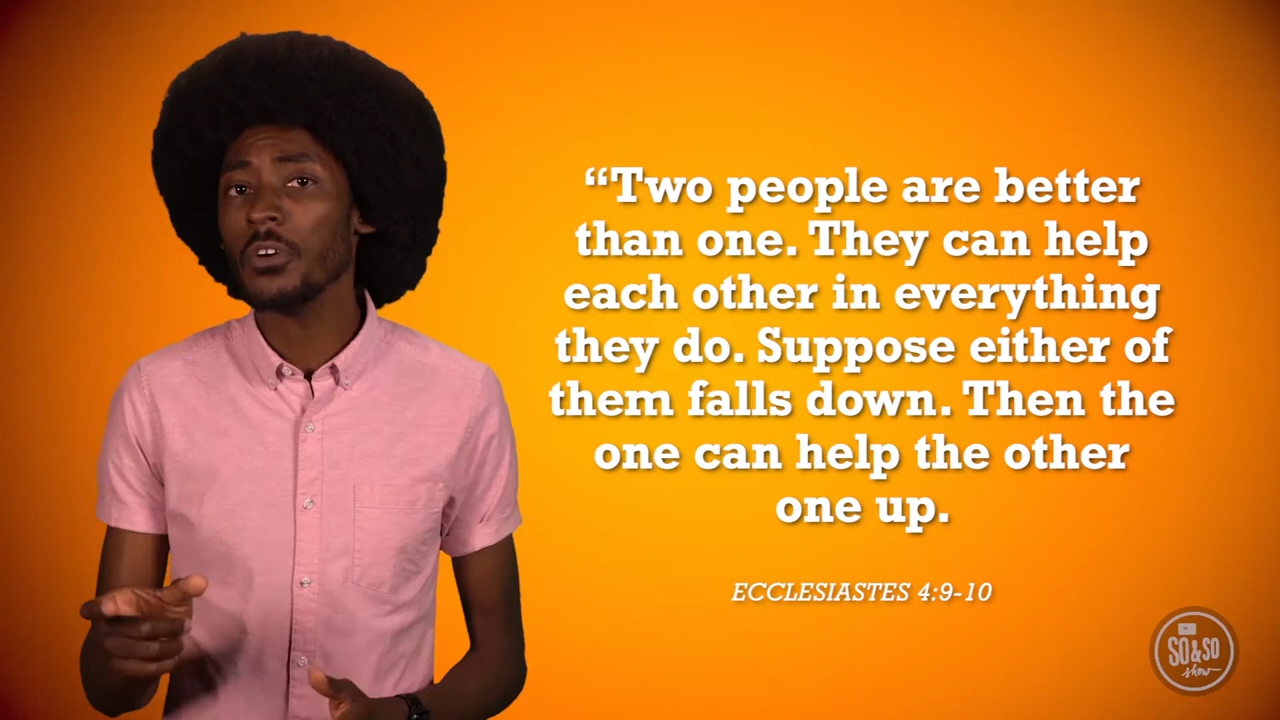 “Two people are better
than one. They can help
each other in everything
they do. Suppose either of
them falls down. Then the
one can help the other
one up.
ECCLESIASTES 4:9-10
SO & SO
show